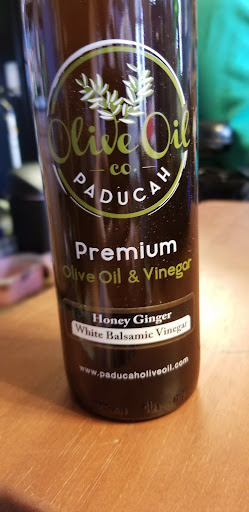 Olive Oil
co.
PADUCAH
Premium
Olive Oil & Vinegar
Honey Ginger
White Balsamic Vinegar
www.paducaholiveoil.com